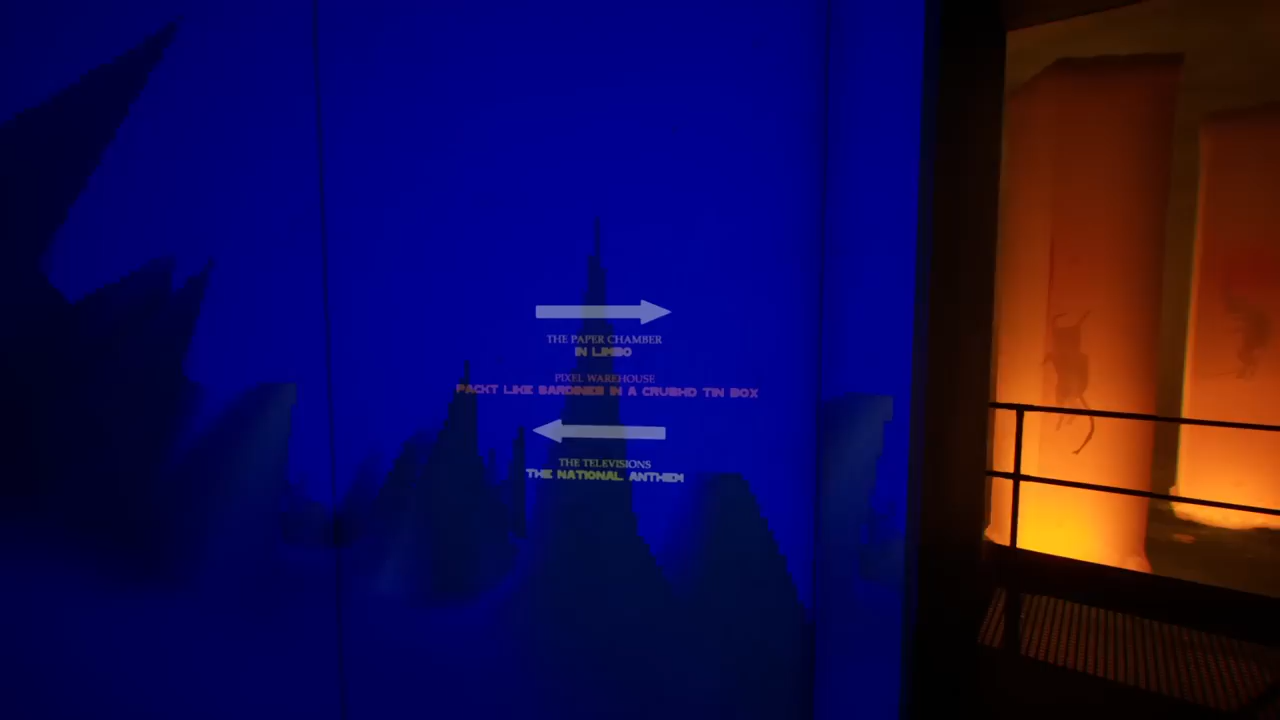 THE PAPER CHAMBER
IN LIMBO
PIXEL WAREHOUSE
PACKT LIKE SARDINES IN A CRUSHD TIN BOX
THE TELEVISIONS
THE NATIONAL ANTHEM